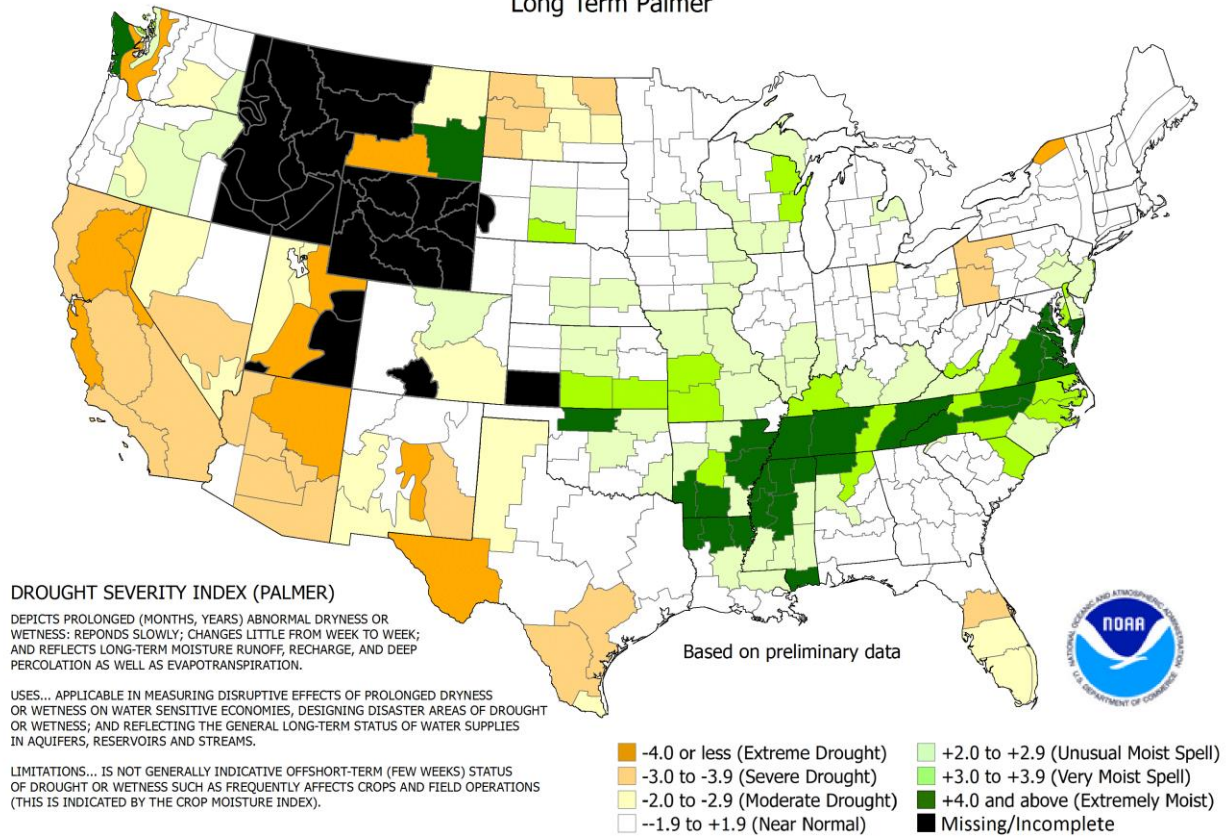 Long Term Palmer
DROUGHT SEVERITY INDEX (PALMER)
DEPICTS PROLONGED (MONTHS, YEARS) ABNORMAL DRYNESS OR
WETNESS: REPONDS SLOWLY; CHANGES LITTLE FROM WEEK TO WEEK;
AND REFLECTS LONG-TERM MOISTURE RUNOFF, RECHARGE, AND DEEP
PERCOLATION AS WELL AS EVAPOTRANSPIRATION.
USES... APPLICABLE IN MEASURING DISRUPTIVE EFFECTS OF PROLONGED DRYNESS
OR WETNESS ON WATER SENSITIVE ECONOMIES, DESIGNING DISASTER AREAS OF DROUGHT
OR WETNESS; AND REFLECTING THE GENERAL LONG-TERM STATUS OF WATER SUPPLIES
IN AQUIFERS, RESERVOIRS AND STREAMS.
LIMITATIONS... IS NOT GENERALLY INDICATIVE OFFSHORT-TERM (FEW WEEKS) STATUS
OF DROUGHT OR WETNESS SUCH AS FREQUENTLY AFFECTS CROPS AND FIELD OPERATIONS
(THIS IS INDICATED BY THE CROP MOISTURE INDEX).
Based on preliminary data
NATIONAL OCEANIC AND ATMOSPHERIC ADMINISTRATION
NOAA
U.S. DEPARTMENT OF COMMERCE
-4.0 or less (Extreme Drought)
-3.0 to -3.9 (Severe Drought)
-2.0 to -2.9 (Moderate Drought)
--1.9 to +1.9 (Near Normal)
+2.0 to +2.9 (Unusual Moist Spell)
+3.0 to +3.9 (Very Moist Spell)
+4.0 and above (Extremely Moist)
Missing/Incomplete